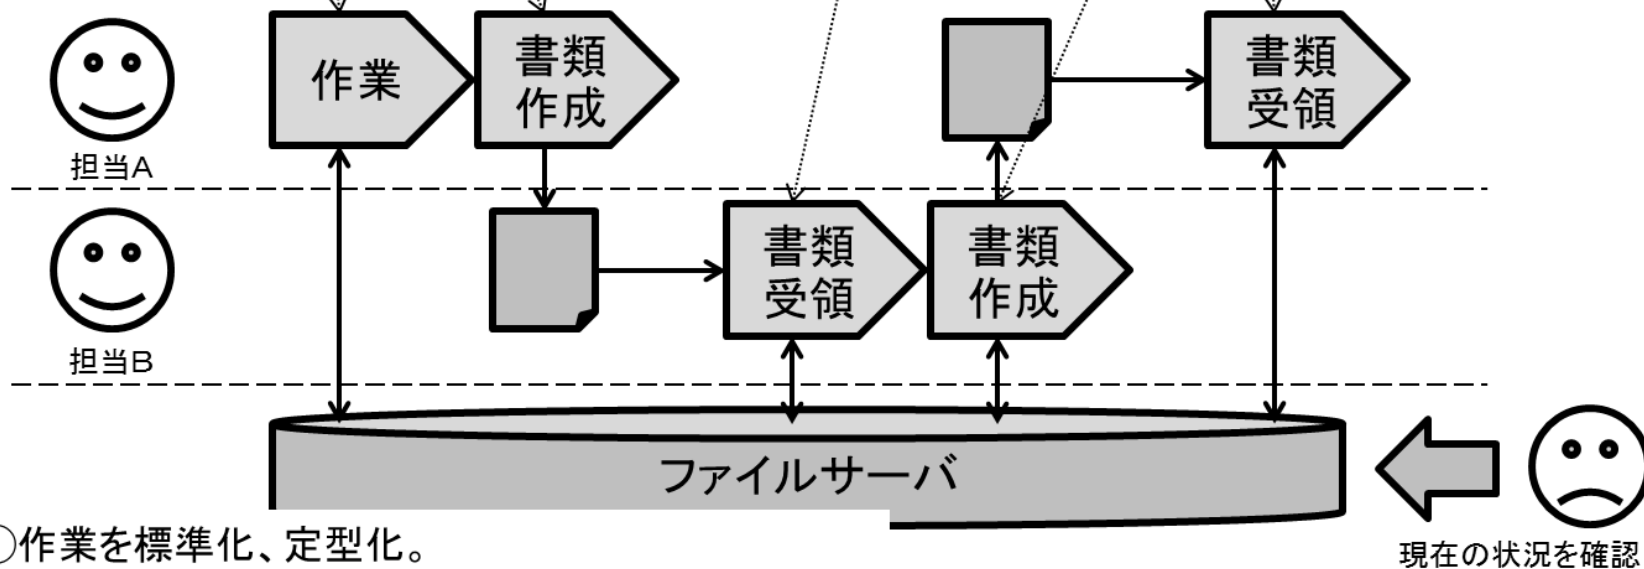 作業
書類
作成
書類
受領
担当A
書類
受領
書類
作成
担当B
ファイルサーバ
作業を標準化、定型化。
現在の状況を確認